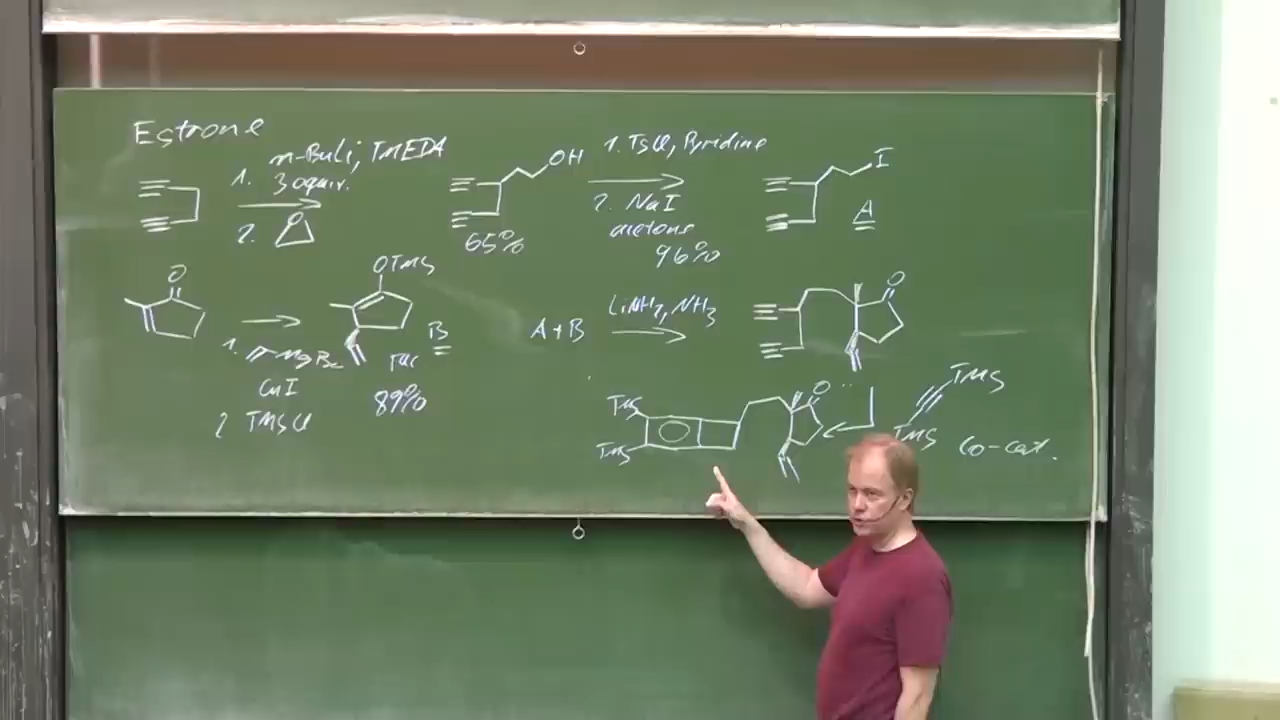 Estrone
1. n-BuLi, TMEDA
3 equiv.
2. O
OH
65%
1. TsCl, Pyridine
2. NaI
aceton
96%
I
A
O
1. MgBr
CuI
2 TMSCl
OTMS
B
rac
89%
A + B
LiNH2, NH3
O
TMS
TMS
Co-cat.
TMS
TMS
O